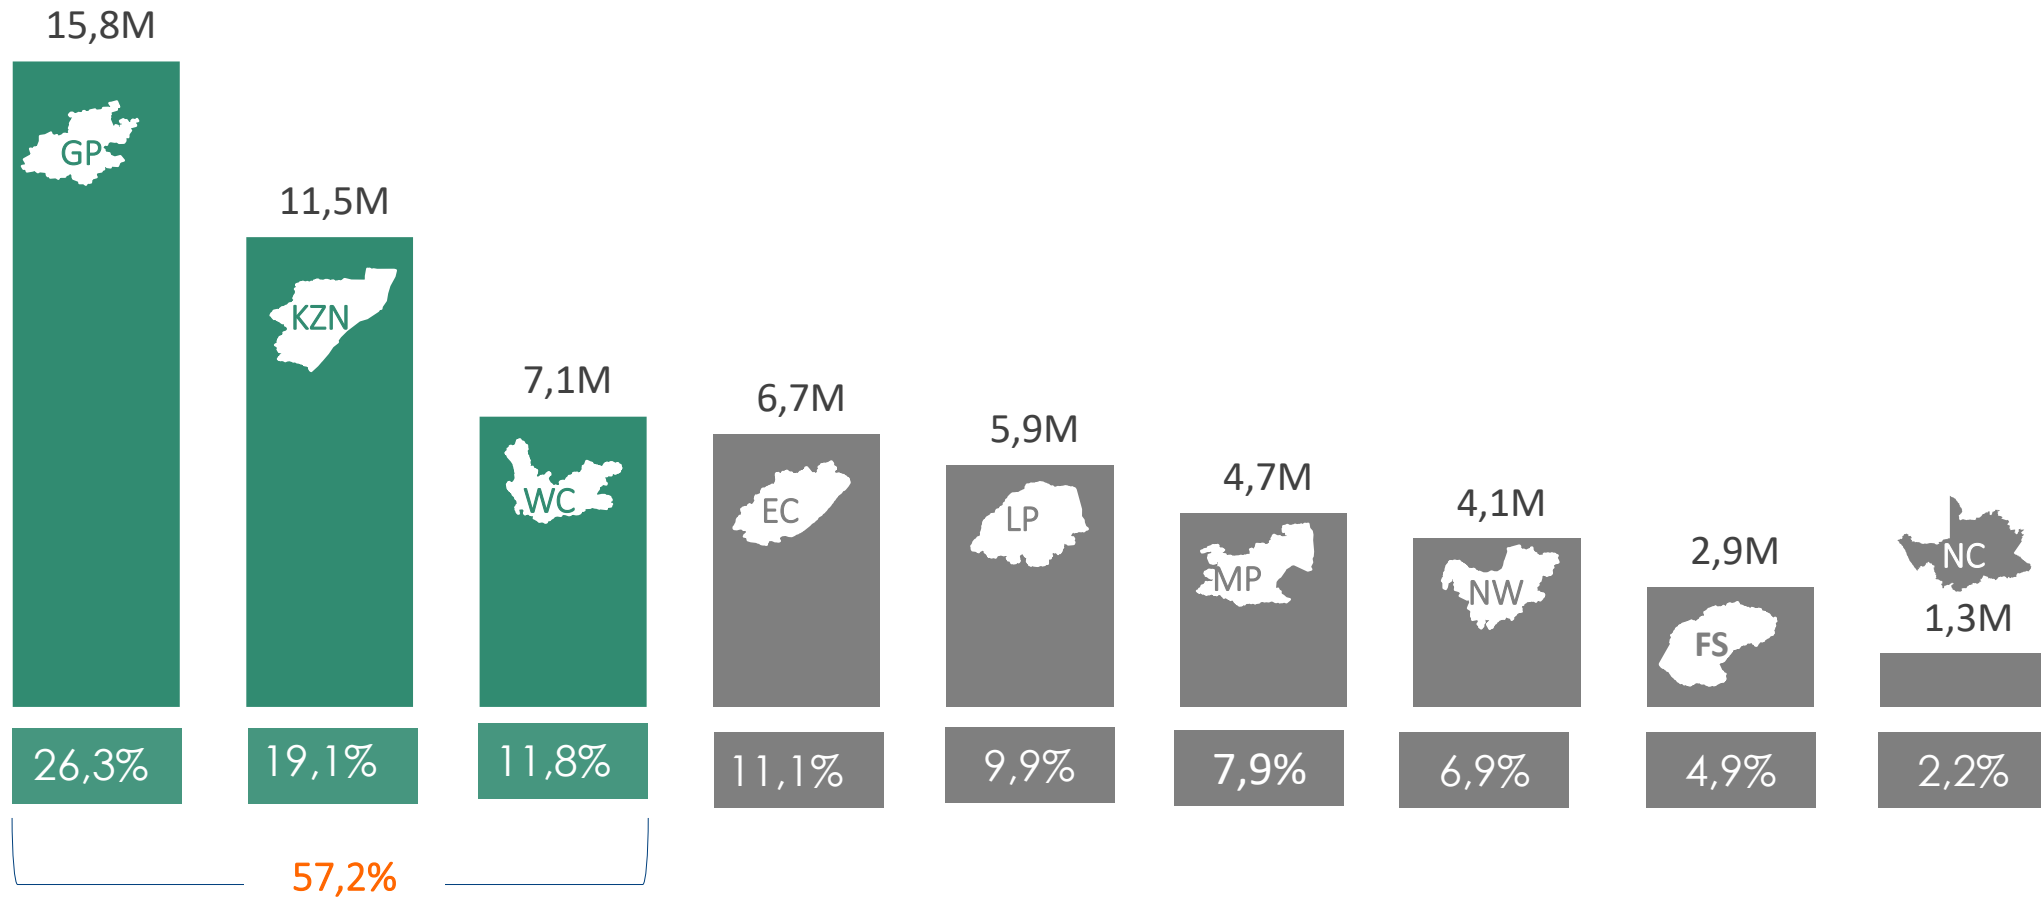 15,8M
GP
11,5M
KZN
7,1M
WC
6,7M
EC
5,9M
LP
4,7M
MP
4,1M
NW
2,9M
FS
NC
1,3M
26,3%
19,1%
11,8%
11,1%
9,9%
7,9%
6,9%
4,9%
2,2%
57,2%